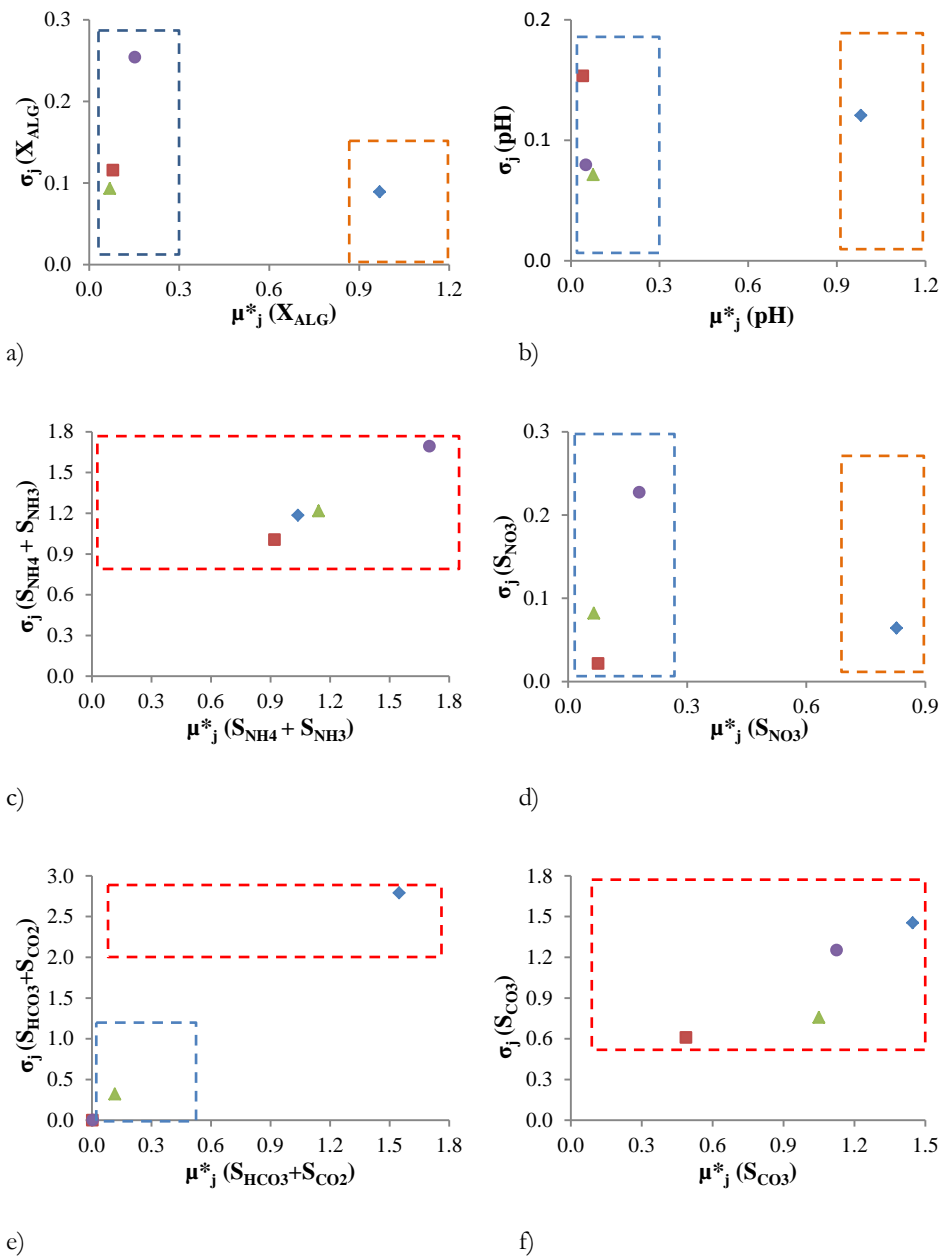 0.3
0.2
0.1
0.0
σj (XALG)
0.0 0.3 0.6 0.9 1.2
μ*j (XALG)
a)
0.2
0.1
0.0
σj (pH)
0.0 0.3 0.6 0.9 1.2
μ*j (pH)
b)
1.8
1.5
1.2
0.9
0.6
0.3
0.0
σj (SNH4 + SNH3)
0.0 0.3 0.6 0.9 1.2 1.5 1.8
μ*j (SNH4 + SNH3)
c)
0.3
0.2
0.1
0.0
σj (SNO3)
0.0 0.3 0.6 0.9
μ*j (SNO3)
d)
3.0
2.5
2.0
1.5
1.0
0.5
0.0
σj (SHCO3+SCO2)
0.0 0.3 0.6 0.9 1.2 1.5 1.8
μ*j (SHCO3+SCO2)
e)
1.8
1.5
1.2
0.9
0.6
0.3
0.0
σj (SCO3)
0.0 0.3 0.6 0.9 1.2 1.5
μ*j (SCO3)
f)